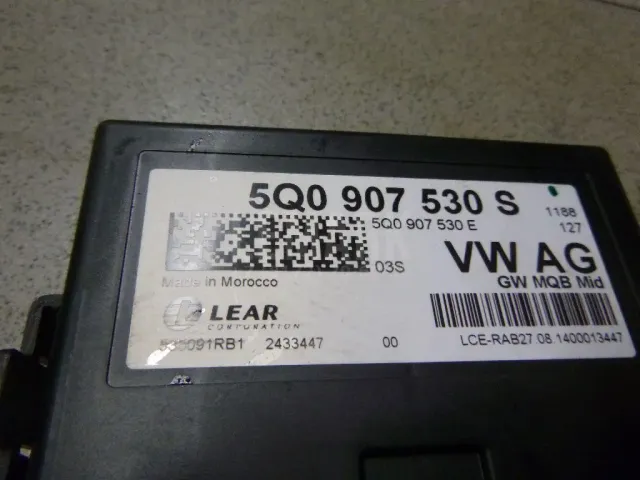 5Q0 907 530 S
1188
5Q0 907 530 E
127
03S
VW AG
GW MQB Mid
Made in Morocco
LEAR
CORPORATION
2433447
00
LCE-RAB27 08.1400013447